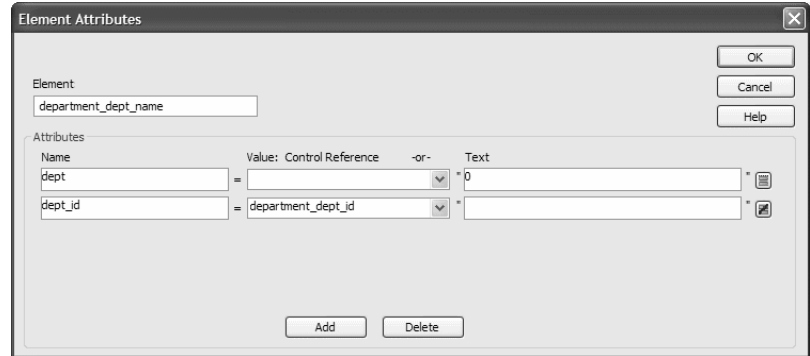 Element Attributes
OK
Element
Cancel
department_dept_name
Help
Attributes
Name Value: Control Reference -or- Text
dept = " 0 "
dept_id = department_dept_id " "
Add Delete